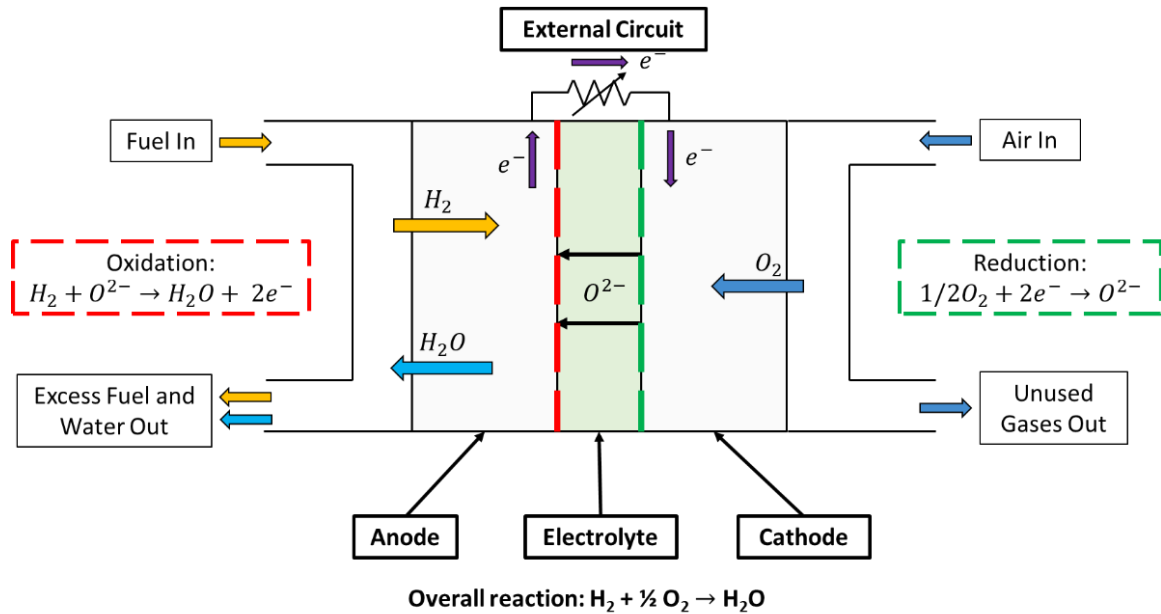 External Circuit
e⁻
Fuel In
Air In
e⁻
e⁻
H₂
Oxidation:
H₂ + O²⁻ → H₂O + 2e⁻
O²⁻
O₂
Reduction:
1/2O₂ + 2e⁻ → O²⁻
H₂O
Excess Fuel and
Water Out
Unused
Gases Out
Anode
Electrolyte
Cathode
Overall reaction: H₂ + ½ O₂ → H₂O